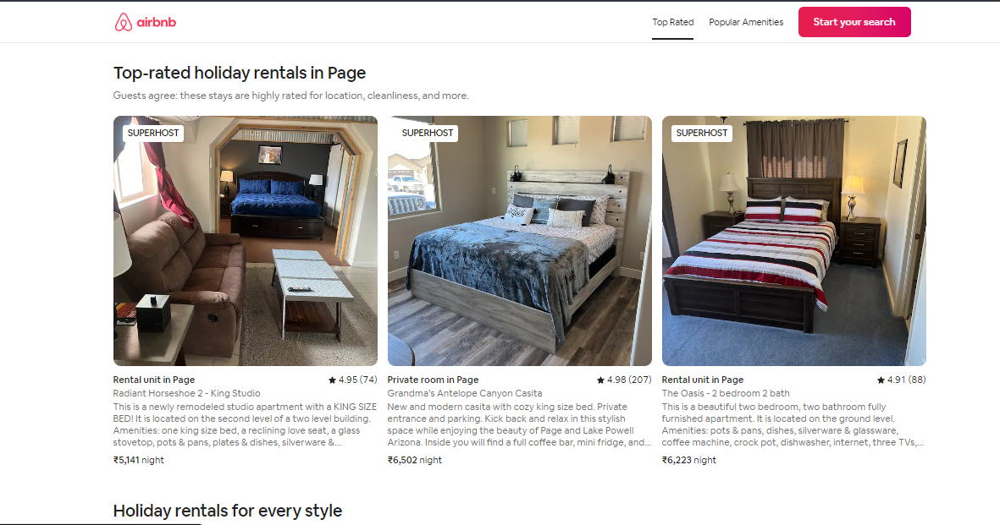 airbnb
Top Rated
Popular Amenities
Start your search
Top-rated holiday rentals in Page
Guests agree: these stays are highly rated for location, cleanliness, and more.
SUPERHOST
SUPERHOST
SUPERHOST
Rental unit in Page
4.95 (74)
Radiant Horseshoe 2 - King Studio
This is a newly remodeled studio apartment with a KING SIZE
BED! It is located on the second level of a two level building.
Amenities: one king size bed, a reclining love seat, a glass
stovetop, pots & pans, plates & dishes, silverware &...
₹5,141 night
Private room in Page
4.98 (207)
Grandma's Antelope Canyon Casita
New and modern casita with cozy king size bed. Private
entrance and parking. Kick back and relax in this stylish
space while enjoying the beauty of Page and Lake Powell
Arizona. Inside you will find a full coffee bar, mini fridge, and...
₹6,502 night
Rental unit in Page
4.91 (88)
The Oasis - 2 bedroom 2 bath
This is a beautiful two bedroom, two bathroom fully
furnished apartment. It is located on the ground level.
Amenities: pots & pans, dishes, silverware & glassware,
coffee machine, crock pot, dishwasher, internet, three TVs,...
₹6,223 night
Holiday rentals for every style